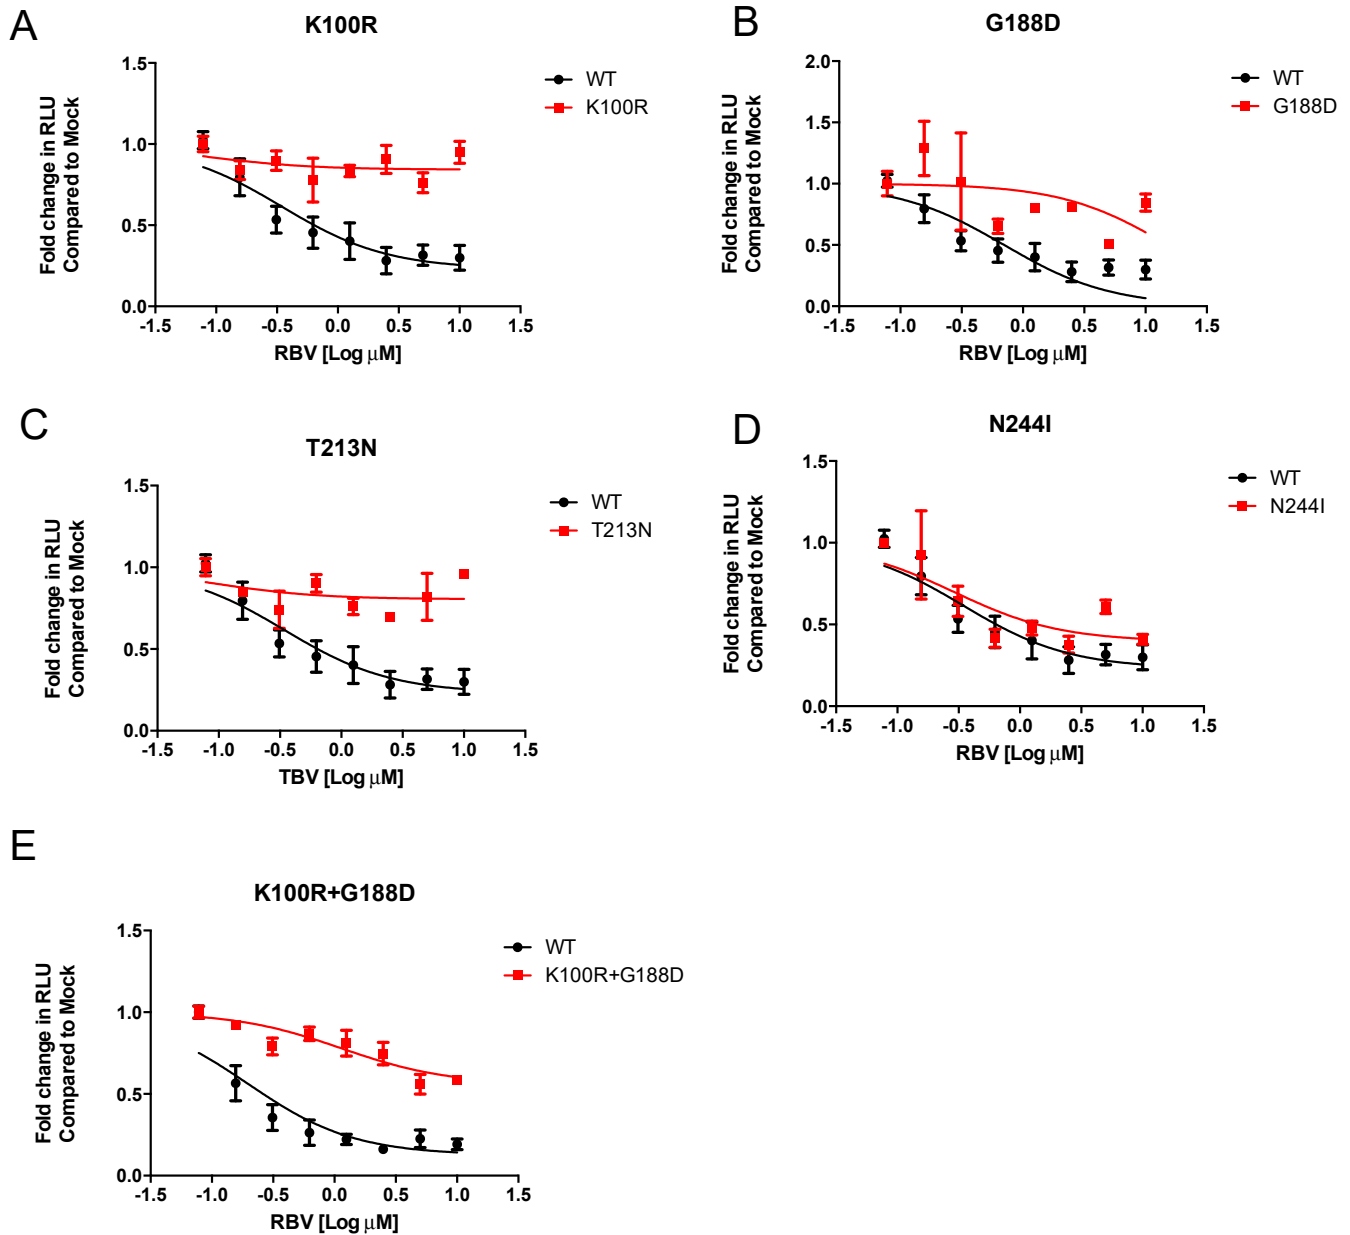 A
K100R
Fold change in RLU
Compared to Mock
1.5
1.0
0.5
0.0
-1.5 -1.0 -0.5 0.0 0.5 1.0 1.5
RBV [Log μM]
WT
K100R
B
G188D
Fold change in RLU
Compared to Mock
2.0
1.5
1.0
0.5
0.0
-1.5 -1.0 -0.5 0.0 0.5 1.0 1.5
RBV [Log μM]
WT
G188D
C
T213N
Fold change in RLU
Compared to Mock
1.5
1.0
0.5
0.0
-1.5 -1.0 -0.5 0.0 0.5 1.0 1.5
TBV [Log μM]
WT
T213N
D
N244I
Fold change in RLU
Compared to Mock
1.5
1.0
0.5
0.0
-1.5 -1.0 -0.5 0.0 0.5 1.0 1.5
RBV [Log μM]
WT
N244I
E
K100R+G188D
Fold change in RLU
Compared to Mock
1.5
1.0
0.5
0.0
-1.5 -1.0 -0.5 0.0 0.5 1.0 1.5
RBV [Log μM]
WT
K100R+G188D